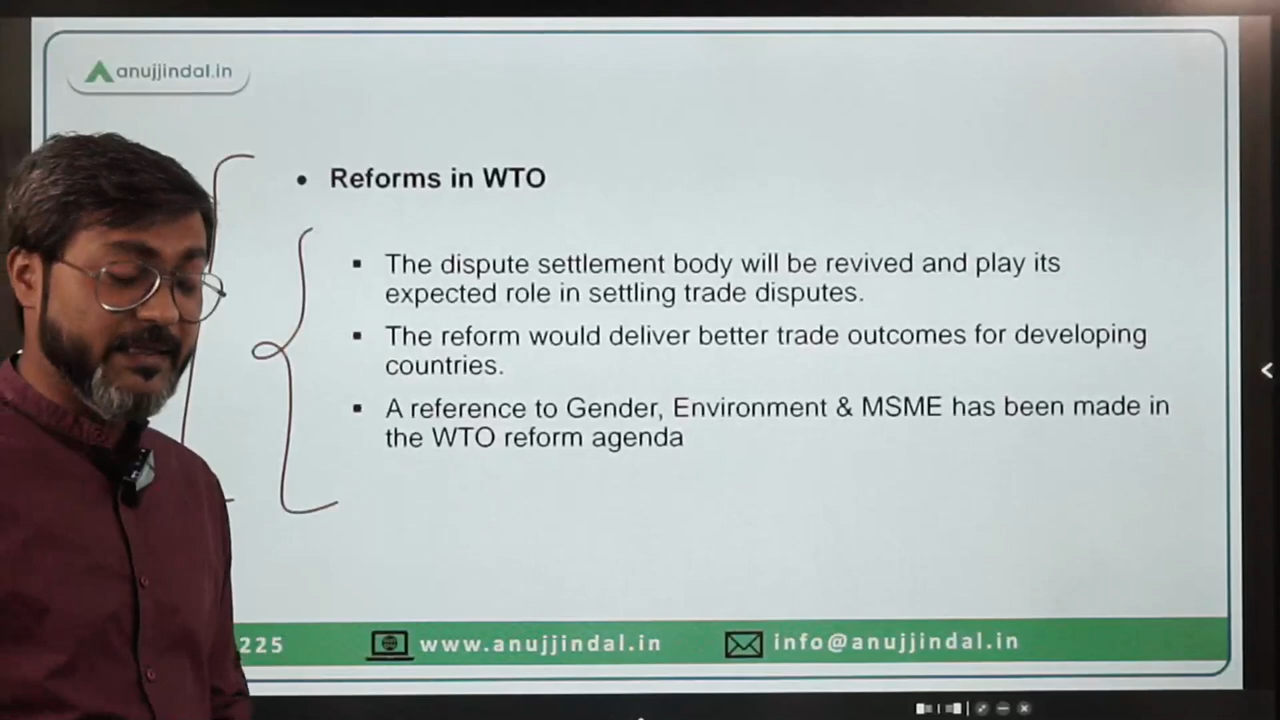 anujjindal.in
• Reforms in WTO
▪ The dispute settlement body will be revived and play its
expected role in settling trade disputes.
▪ The reform would deliver better trade outcomes for developing
countries.
▪ A reference to Gender, Environment & MSME has been made in
the WTO reform agenda
225 www.anujjindal.in info@anujjindal.in